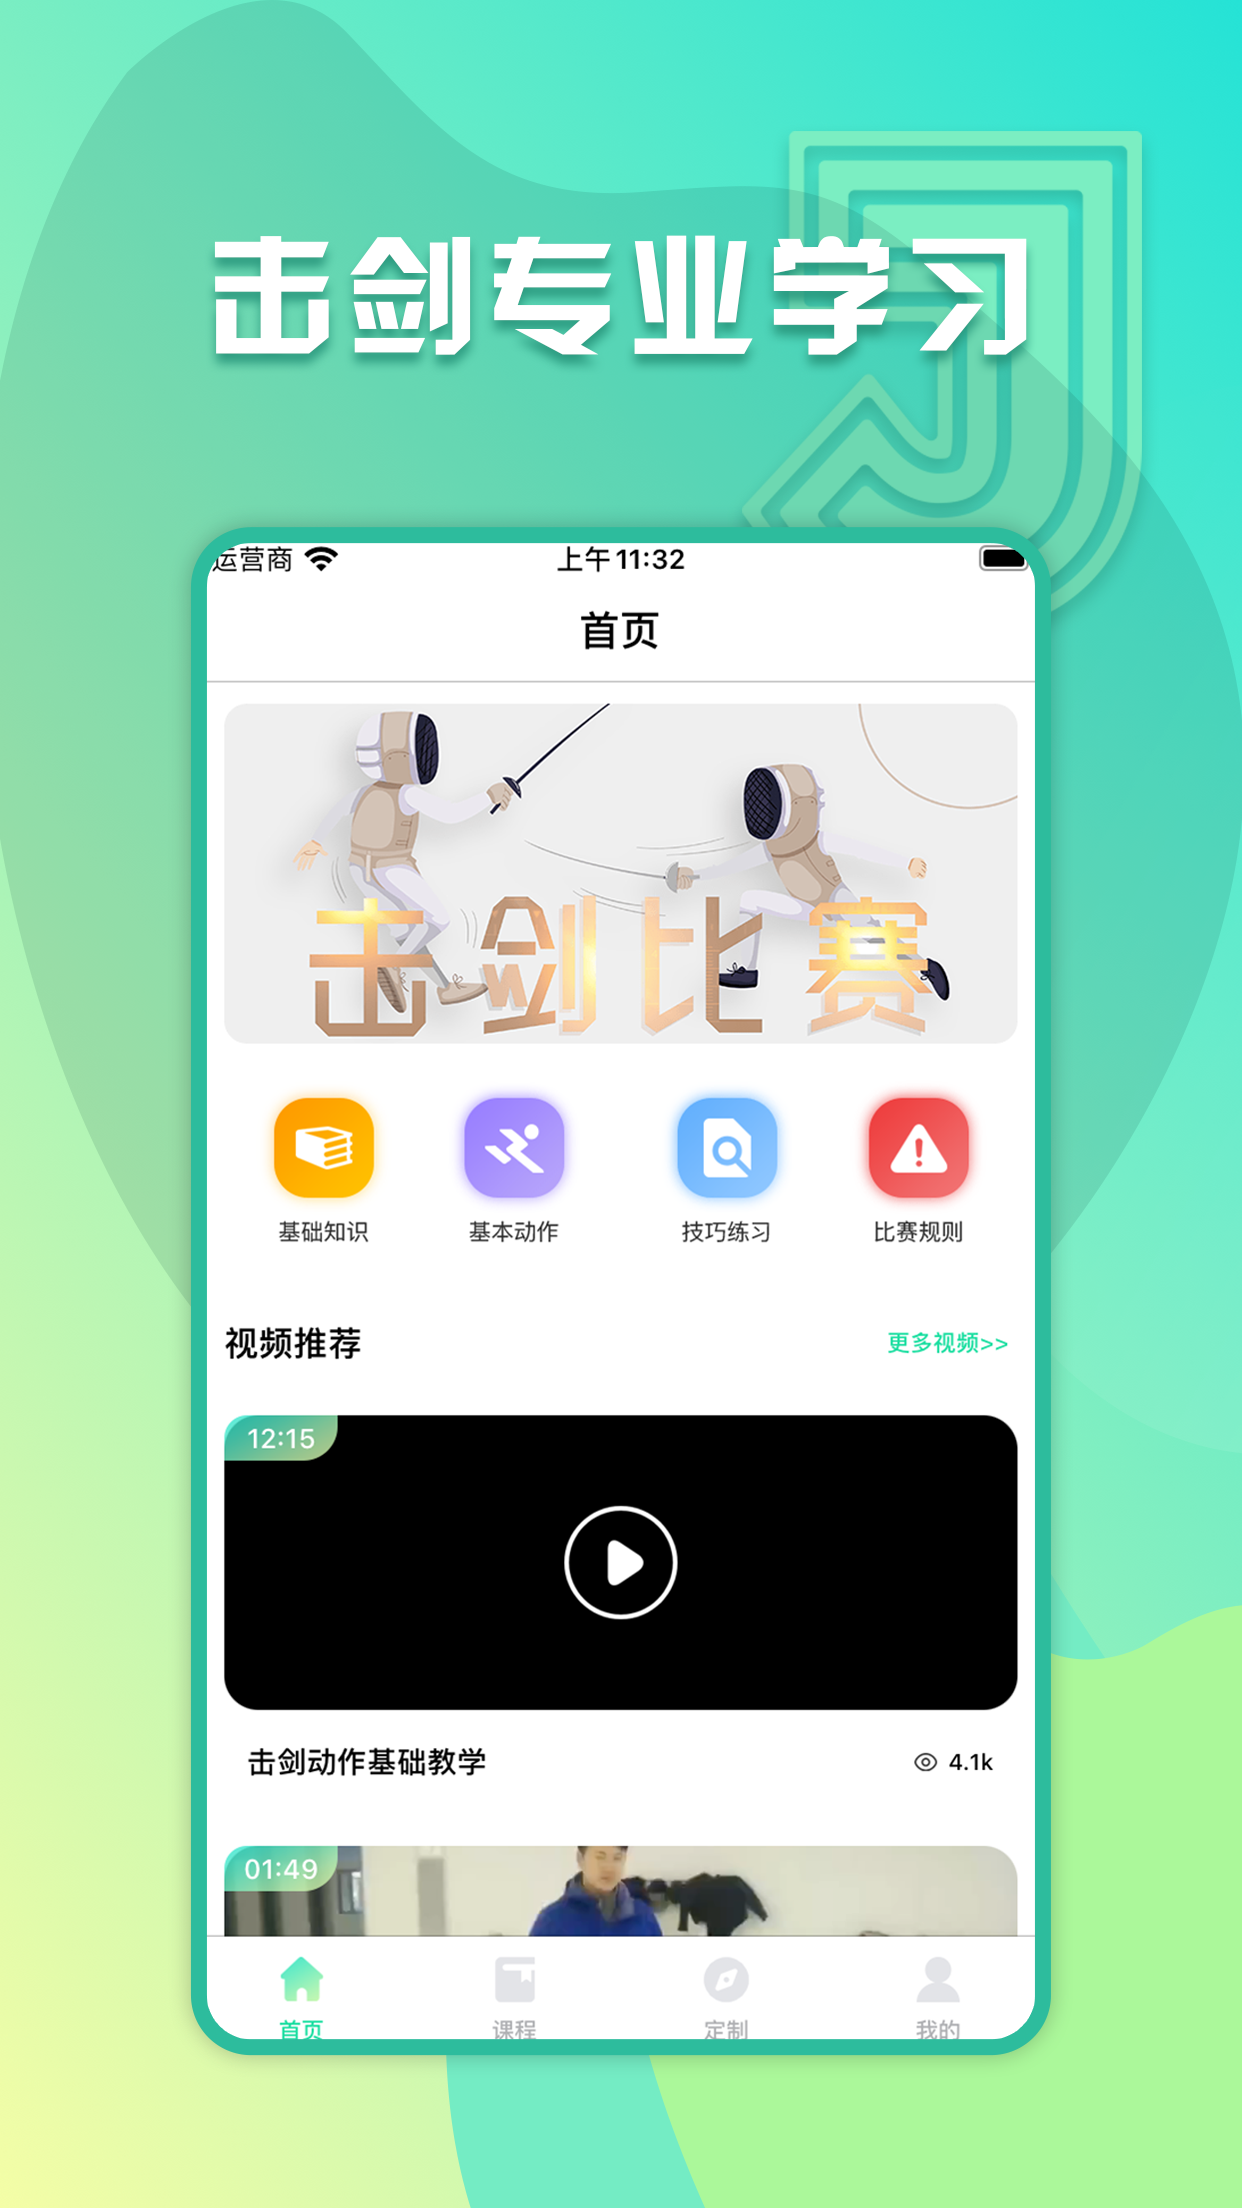 击剑专业学习
运营商 上午11:32
首页
击剑比赛
基础知识 基本动作 技巧练习 比赛规则
视频推荐 更多视频>>
12:15
击剑动作基础教学 4.1k
01:49
首页 课程 定制 我的